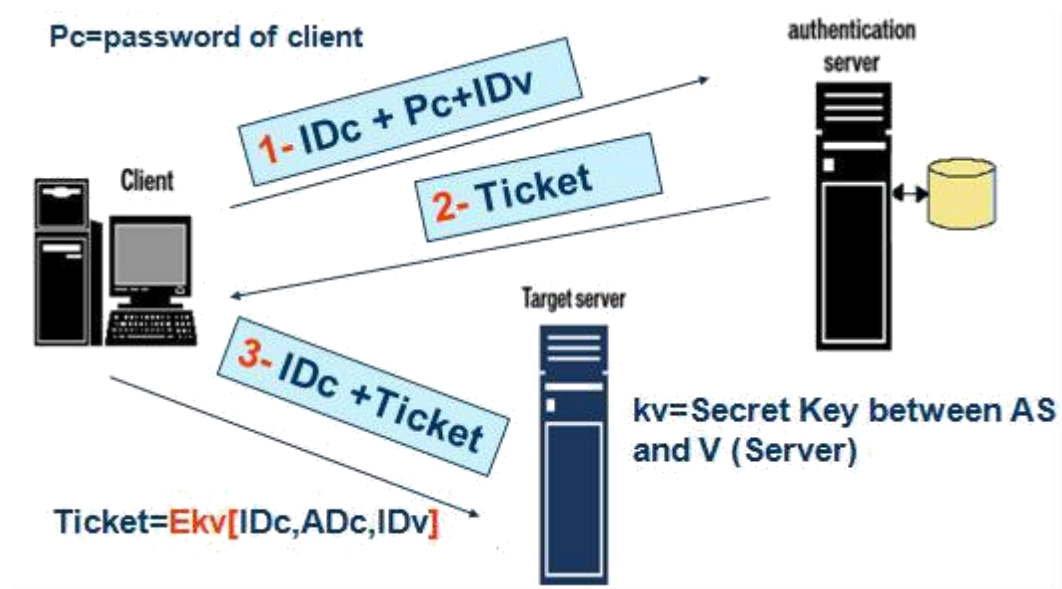 Pc=password of client
authentication
server
1- IDc + Pc+IDv
Client
2- Ticket
Target server
3- IDc +Ticket
kv=Secret Key between AS
and V (Server)
Ticket=Ekv[IDc,ADc,IDv]